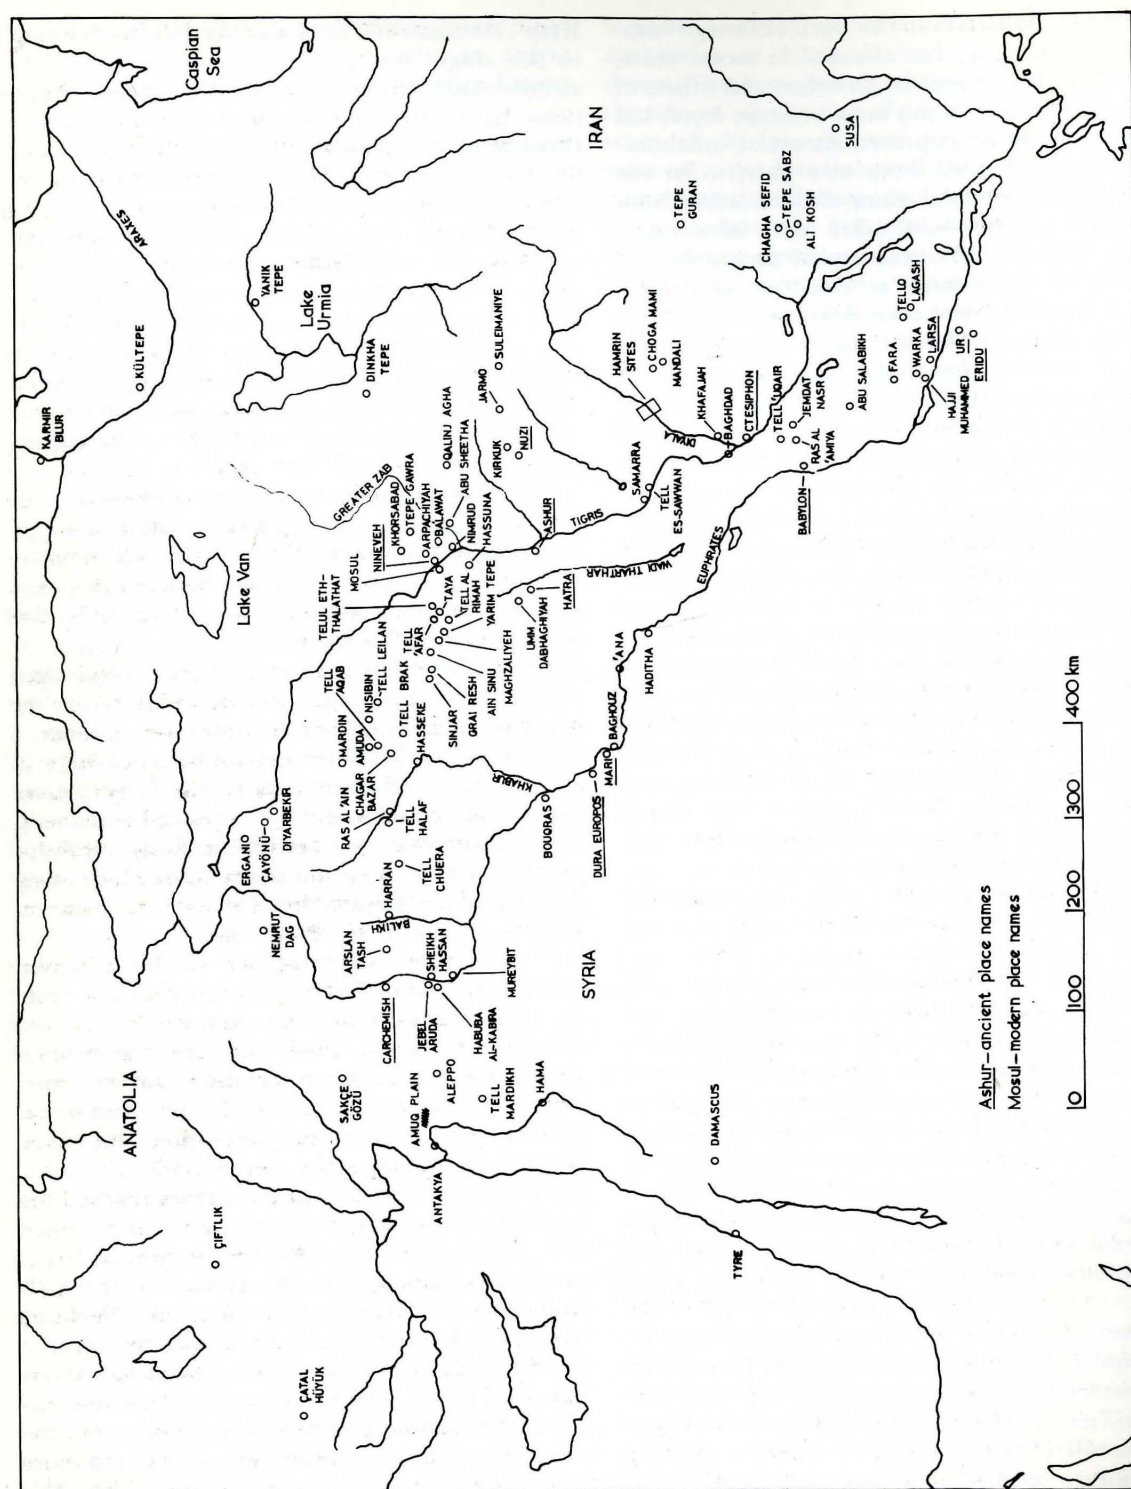 Caspian
Sea
ARAXES
KARMIR
BLUR
KÜLTEPE
YANIK
TEPE
Lake
Urmia
Lake Van
DINKHA
TEPE
IRAN
ANATOLIA
ÇIFTLIK
ÇATAL
HÜYÜK
NEMRUT
DAG
ERGANI
ÇAYÖNÜ
DIYARBEKIR
SAKÇE
GÖZÜ
AMUQ PLAIN
ANTAKYA
ALEPPO
TELL
MARDIKH
HAMA
CARCHEMISH
ARSLAN
TASH
JEBEL
ARUDA
SHEIKH
HASSAN
HABUBA
AL-KABIRA
MUREYBIT
BALIKH
HARRAN
TELL
CHUERA
TELL
HALAF
RAS AL 'AIN
CHAGAR
BAZAR
AMUDA
MARDIN
TELL
'AQAB
NISIBIN
TELL LEILAN
TELL BRAK
HASSEKE
SINJAR
GRAI RESH
AIN SINU
MAGHZALIYEH
TELL
'AFAR
TELUL ETH-
THALATHAT
TAYA
TELL AL
RIMAH
YARIM TEPE
MOSUL
NINEVEH
KHORSABAD
TEPE GAWRA
ARPACHIYAH
BALAWAT
NIMRUD
ABU SHEETHA
HASSUNA
GREATER ZAB
QALINJ AGHA
JARMO
SULEIMANIYE
KIRKUK
NUZI
ASHUR
UMM
DABHAGHIYAH
HATRA
WADI THARTHAR
TIGRIS
SAMARRA
TELL
ES-SAWWAN
HAMRIN
SITES
CHOGA MAMI
MANDALI
DIYALA
KHAFAJAH
BAGHDAD
CTESIPHON
TELL 'UQAIR
JEMDAT
NASR
RAS AL
'AMIYA
BABYLON
ABU SALABIKH
FARA
WARKA
LARSA
TELLO
LAGASH
HAJJI
MUHAMMED
UR
ERIDU
TEPE
GURAN
CHAGHA SEFID
TEPE SABZ
ALI KOSH
SUSA
KHABUR
BOUQRAS
DURA EUROPOS
MARI
BAGHOUZ
'ANA
HADITHA
EUPHRATES
SYRIA
DAMASCUS
TYRE
Ashur—ancient place names
Mosul—modern place names
0 100 200 300 400 km